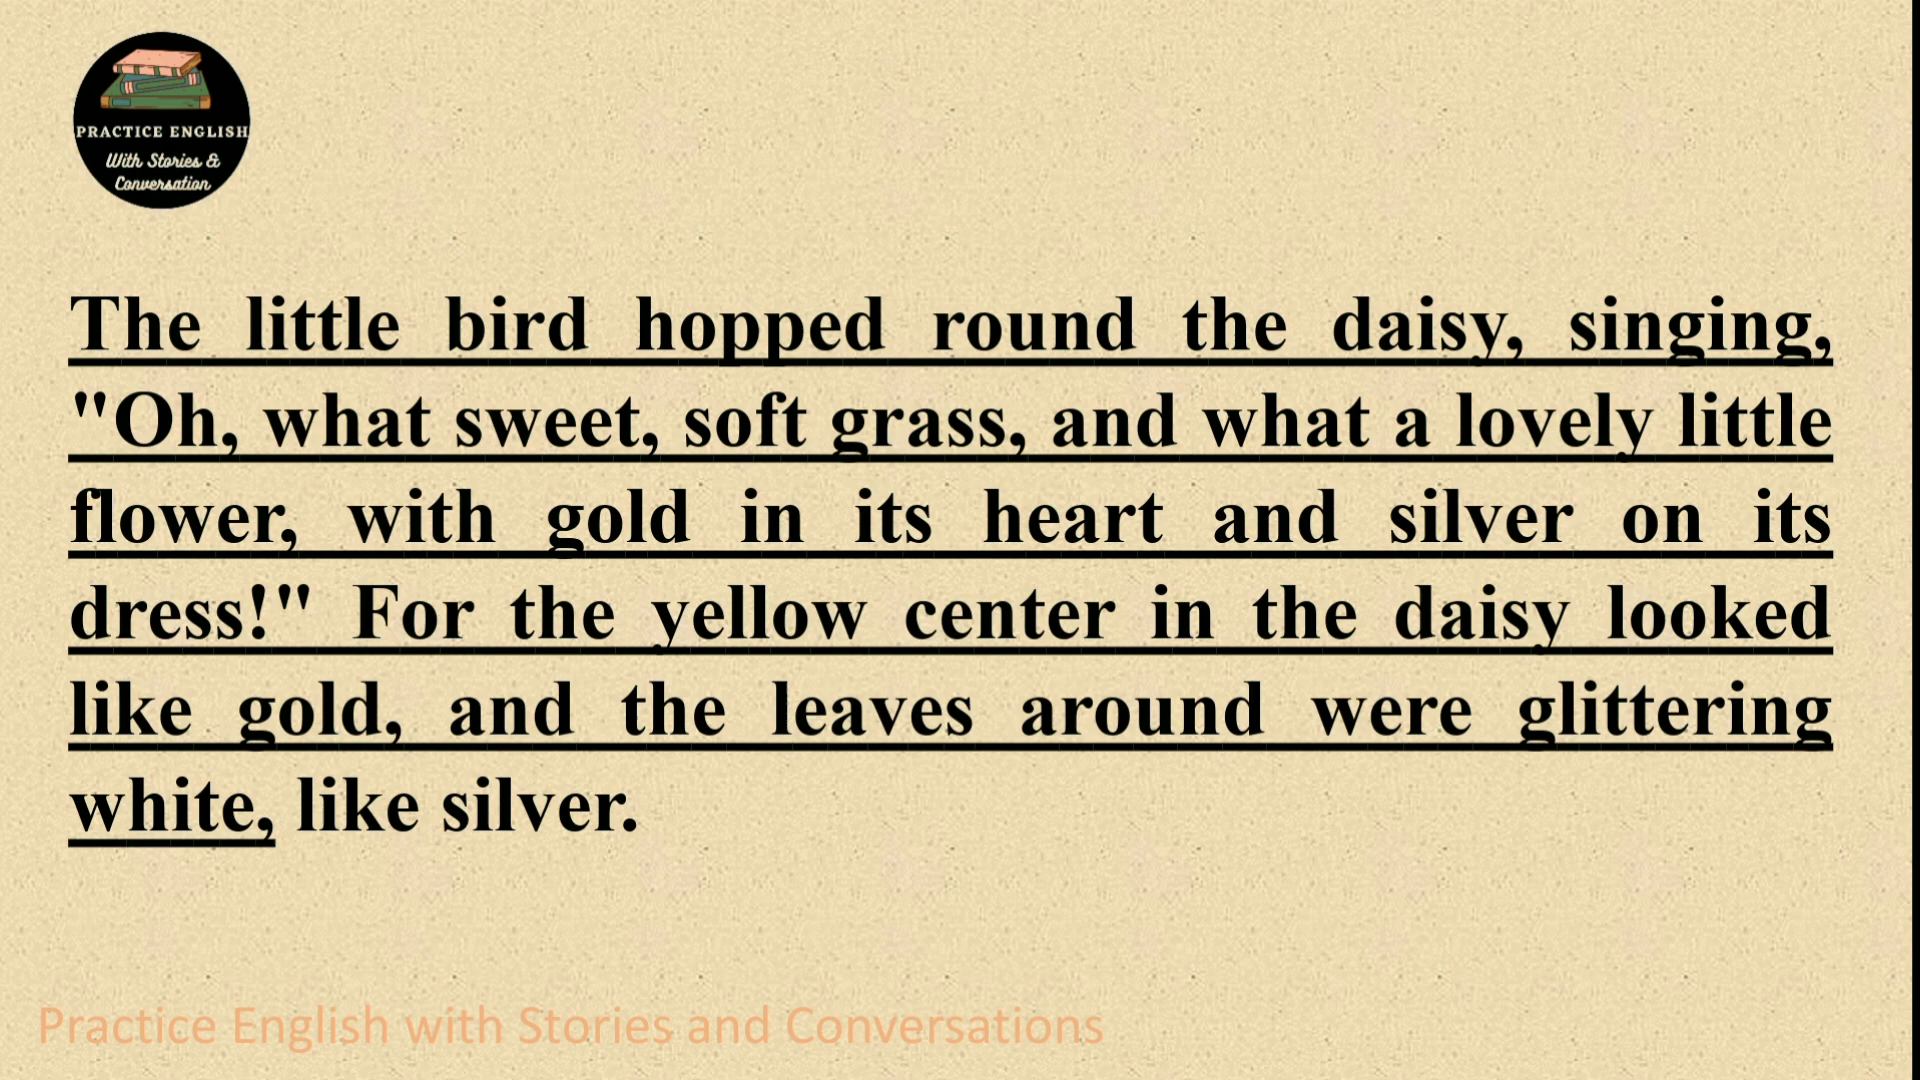 PRACTICE ENGLISH
With Stories &
Conversation
The little bird hopped round the daisy, singing,
"Oh, what sweet, soft grass, and what a lovely little
flower, with gold in its heart and silver on its
dress!" For the yellow center in the daisy looked
like gold, and the leaves around were glittering
white, like silver.
Practice English with Stories and Conversations